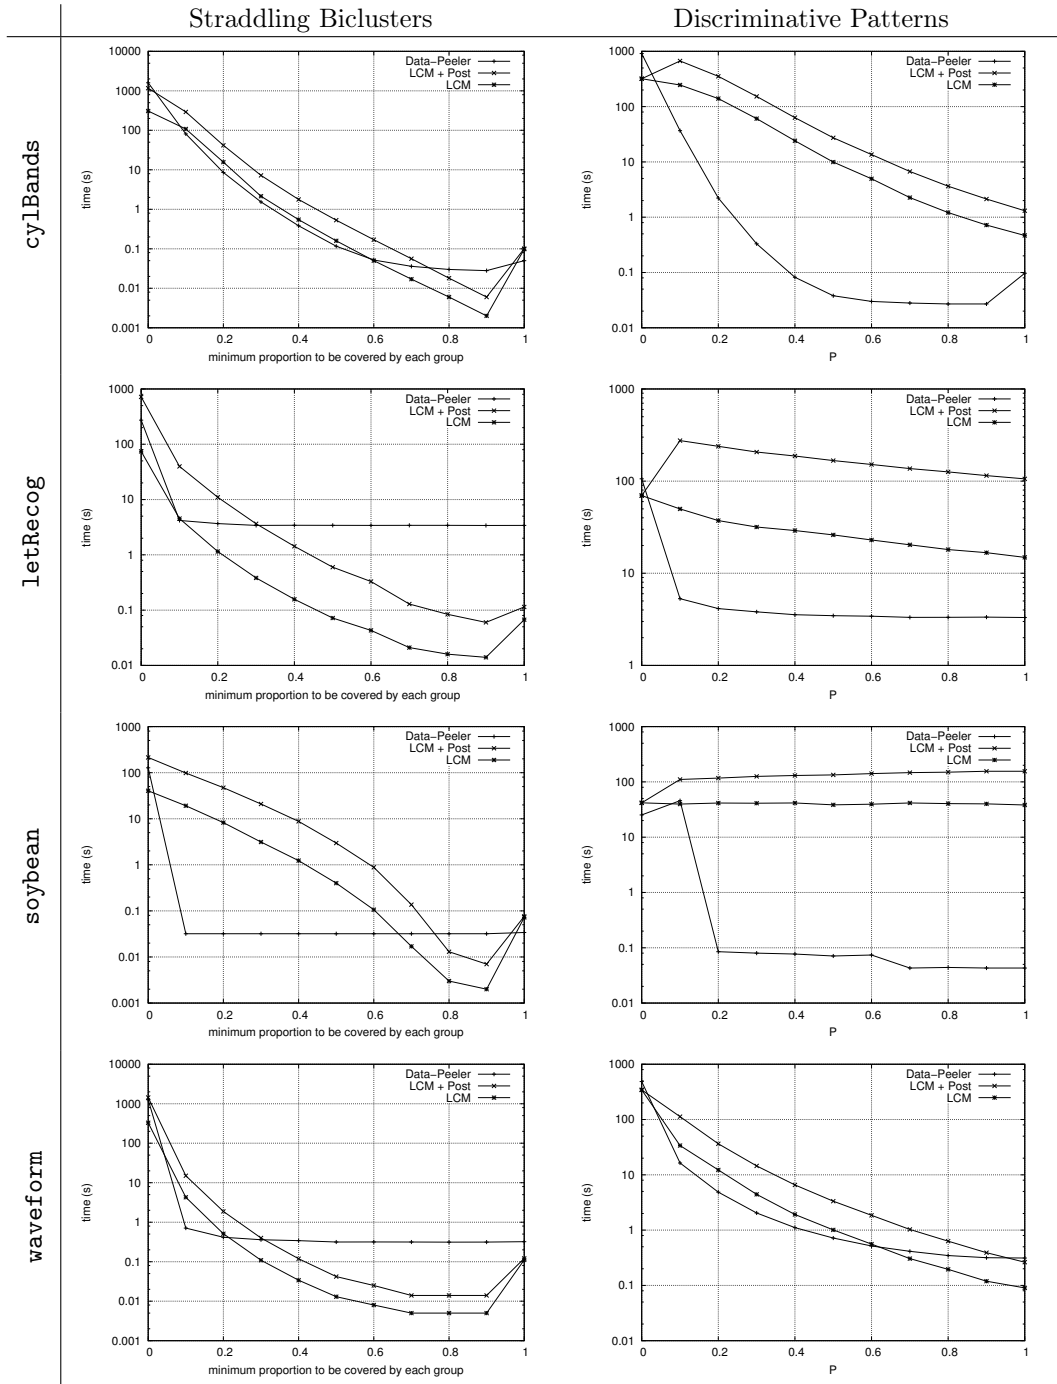 Straddling Biclusters
Discriminative Patterns
cylBands
10000
1000
100
10
1
0.1
0.01
0.001
time (s)
Data-Peeler
LCM + Post
LCM
0 0.2 0.4 0.6 0.8 1
minimum proportion to be covered by each group
1000
100
10
1
0.1
0.01
time (s)
Data-Peeler
LCM + Post
LCM
0 0.2 0.4 0.6 0.8 1
P
letRecog
1000
100
10
1
0.1
0.01
time (s)
Data-Peeler
LCM + Post
LCM
0 0.2 0.4 0.6 0.8 1
minimum proportion to be covered by each group
1000
100
10
1
time (s)
Data-Peeler
LCM + Post
LCM
0 0.2 0.4 0.6 0.8 1
P
soybean
1000
100
10
1
0.1
0.01
0.001
time (s)
Data-Peeler
LCM + Post
LCM
0 0.2 0.4 0.6 0.8 1
minimum proportion to be covered by each group
1000
100
10
1
0.1
0.01
time (s)
Data-Peeler
LCM + Post
LCM
0 0.2 0.4 0.6 0.8 1
P
waveform
10000
1000
100
10
1
0.1
0.01
0.001
time (s)
Data-Peeler
LCM + Post
LCM
0 0.2 0.4 0.6 0.8 1
minimum proportion to be covered by each group
1000
100
10
1
0.1
0.01
time (s)
Data-Peeler
LCM + Post
LCM
0 0.2 0.4 0.6 0.8 1
P